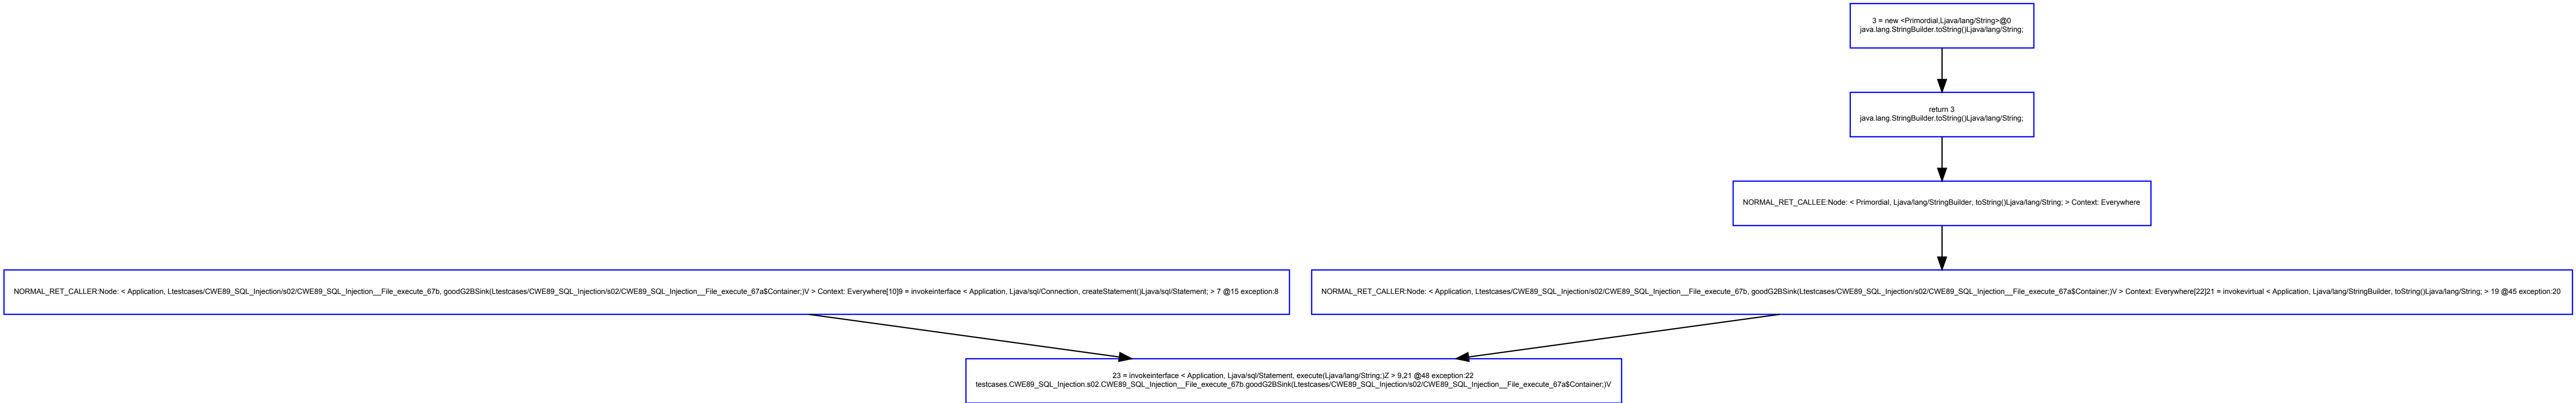 3 = new <Primordial,Ljava/lang/String>@0
java.lang.StringBuilder.toString()Ljava/lang/String;
return 3
java.lang.StringBuilder.toString()Ljava/lang/String;
NORMAL_RET_CALLEE:Node: < Primordial, Ljava/lang/StringBuilder, toString()Ljava/lang/String; > Context: Everywhere
NORMAL_RET_CALLER:Node: < Application, Ltestcases/CWE89_SQL_Injection/s02/CWE89_SQL_Injection__File_execute_67b, goodG2BSink(Ltestcases/CWE89_SQL_Injection/s02/CWE89_SQL_Injection__File_execute_67a$Container;)V > Context: Everywhere[10]9 = invokeinterface < Application, Ljava/sql/Connection, createStatement()Ljava/sql/Statement; > 7 @15 exception:8
NORMAL_RET_CALLER:Node: < Application, Ltestcases/CWE89_SQL_Injection/s02/CWE89_SQL_Injection__File_execute_67b, goodG2BSink(Ltestcases/CWE89_SQL_Injection/s02/CWE89_SQL_Injection__File_execute_67a$Container;)V > Context: Everywhere[22]21 = invokevirtual < Application, Ljava/lang/StringBuilder, toString()Ljava/lang/String; > 19 @45 exception:20
23 = invokeinterface < Application, Ljava/sql/Statement, execute(Ljava/lang/String;)Z > 9,21 @48 exception:22
testcases.CWE89_SQL_Injection.s02.CWE89_SQL_Injection__File_execute_67b.goodG2BSink(Ltestcases/CWE89_SQL_Injection/s02/CWE89_SQL_Injection__File_execute_67a$Container;)V